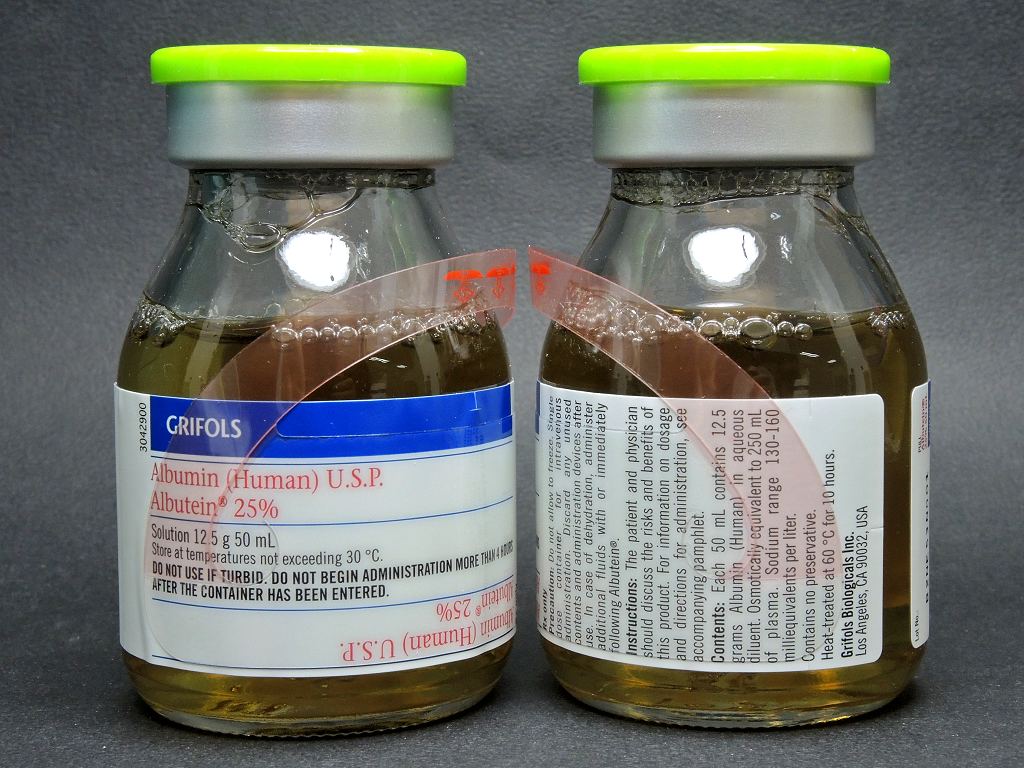 3042900
GRIFOLS
Albumin (Human) U.S.P.
Albutein® 25%
Solution 12.5 g 50 mL
Store at temperatures not exceeding 30 °C.
DO NOT USE IF TURBID. DO NOT BEGIN ADMINISTRATION MORE THAN 4 HOURS
AFTER THE CONTAINER HAS BEEN ENTERED.
Albumin (Human) U.S.P.
Albutein® 25%
Rx only
Precaution: Do not allow to freeze. Single
dose container for intravenous
administration. Discard any unused
contents and administration devices after
use. In case of dehydration, administer
additional fluids with or immediately
following Albutein®.
Instructions: The patient and physician
should discuss the risks and benefits of
this product. For information on dosage
and directions for administration, see
accompanying pamphlet.
Contents: Each 50 mL contains 12.5
grams Albumin (Human) in aqueous
diluent. Osmotically equivalent to 250 mL
of plasma. Sodium range 130-160
milliequivalents per liter.
Contains no preservative.
Heat-treated at 60 °C for 10 hours.
Grifols Biologicals Inc.
Los Angeles, CA 90032, USA
Lot No.